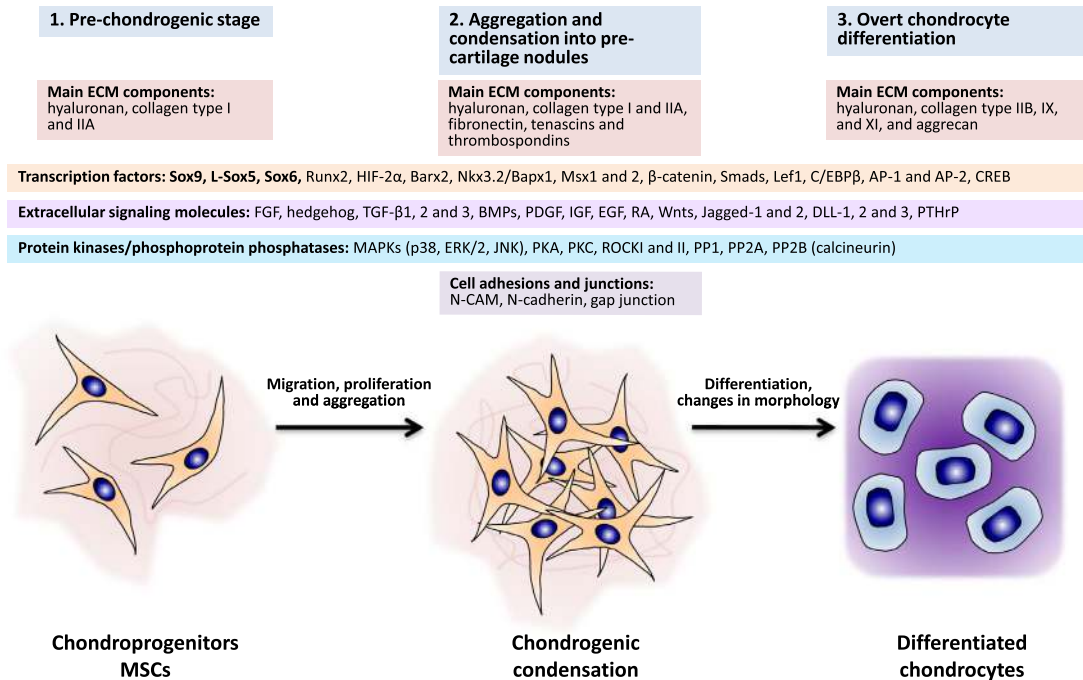 1. Pre-chondrogenic stage
2. Aggregation and
condensation into pre-
cartilage nodules
3. Overt chondrocyte
differentiation
Main ECM components:
hyaluronan, collagen type I
and IIA
Main ECM components:
hyaluronan, collagen type I and IIA,
fibronectin, tenascins and
thrombospondins
Main ECM components:
hyaluronan, collagen type IIB, IX,
and XI, and aggrecan
Transcription factors: Sox9, L-Sox5, Sox6, Runx2, HIF-2α, Barx2, Nkx3.2/Bapx1, Msx1 and 2, β-catenin, Smads, Lef1, C/EBPβ, AP-1 and AP-2, CREB
Extracellular signaling molecules: FGF, hedgehog, TGF-β1, 2 and 3, BMPs, PDGF, IGF, EGF, RA, Wnts, Jagged-1 and 2, DLL-1, 2 and 3, PTHrP
Protein kinases/phosphoprotein phosphatases: MAPKs (p38, ERK/2, JNK), PKA, PKC, ROCKI and II, PP1, PP2A, PP2B (calcineurin)
Cell adhesions and junctions:
N-CAM, N-cadherin, gap junction
Migration, proliferation
and aggregation
Differentiation,
changes in morphology
Chondroprogenitors
MSCs
Chondrogenic
condensation
Differentiated
chondrocytes